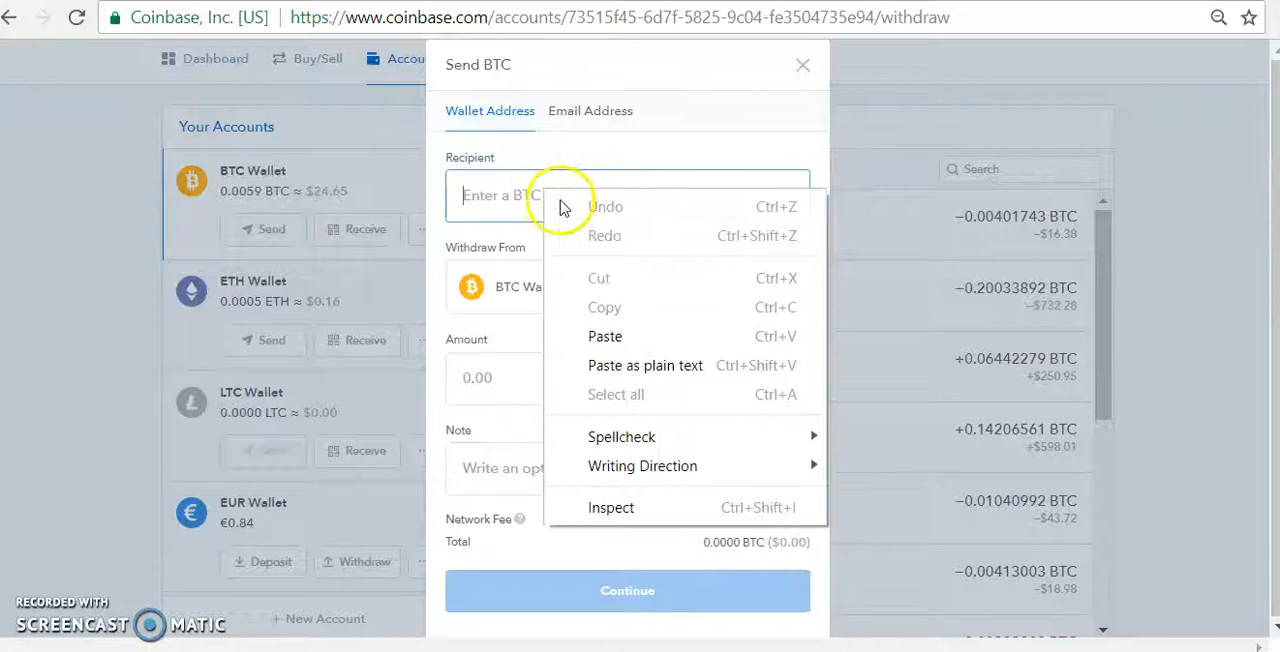 Coinbase, Inc. [US] https://www.coinbase.com/accounts/73515f45-6d7f-5825-9c04-fe3504735e94/withdraw
Dashboard Buy/Sell Accou
Send BTC
Wallet Address Email Address
Your Accounts
Recipient
Enter a BTC
BTC Wallet
0.0059 BTC ≈ $24.65
Send Receive
Withdraw From
BTC Wa
ETH Wallet
0.0005 ETH ≈ $0.16
Send Receive
Amount
0.00
LTC Wallet
0.0000 LTC ≈ $0.00
Receive
Note
Write an opt
EUR Wallet
€0.84
Deposit Withdraw
Network Fee
Total 0.0000 BTC ($0.00)
Continue
+ New Account
Undo Ctrl+Z
Redo Ctrl+Shift+Z
Cut Ctrl+X
Copy Ctrl+C
Paste Ctrl+V
Paste as plain text Ctrl+Shift+V
Select all Ctrl+A
Spellcheck
Writing Direction
Inspect Ctrl+Shift+I
Search
−0.00401743 BTC
−$16.38
−0.20033892 BTC
−$732.28
+0.06442279 BTC
+$250.95
+0.14206561 BTC
+$598.01
−0.01040992 BTC
−$43.72
−0.00413003 BTC
−$18.98
RECORDED WITH
SCREENCAST MATIC